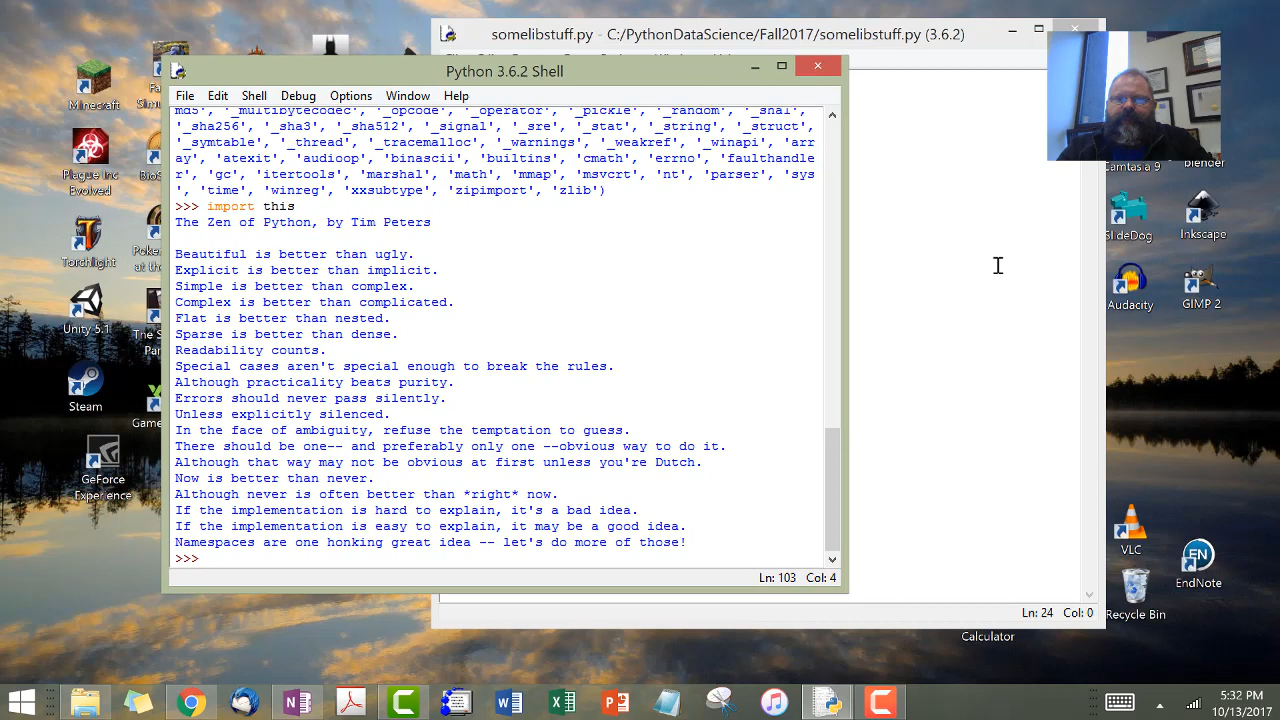 somelibstuff.py - C:/PythonDataScience/Fall2017/somelibstuff.py (3.6.2)
Python 3.6.2 Shell
File Edit Shell Debug Options Window Help
md5', '_multibytecodec', '_opcode', '_operator', '_pickle', '_random', '_sha1',
'_sha256', '_sha3', '_sha512', '_signal', '_sre', '_stat', '_string', '_struct',
'_symtable', '_thread', '_tracemalloc', '_warnings', '_weakref', '_winapi', 'arr
ay', 'atexit', 'audioop', 'binascii', 'builtins', 'cmath', 'errno', 'faulthandle
r', 'gc', 'itertools', 'marshal', 'math', 'mmap', 'msvcrt', 'nt', 'parser', 'sys
', 'time', 'winreg', 'xxsubtype', 'zipimport', 'zlib')
>>> import this
The Zen of Python, by Tim Peters
Beautiful is better than ugly.
Explicit is better than implicit.
Simple is better than complex.
Complex is better than complicated.
Flat is better than nested.
Sparse is better than dense.
Readability counts.
Special cases aren't special enough to break the rules.
Although practicality beats purity.
Errors should never pass silently.
Unless explicitly silenced.
In the face of ambiguity, refuse the temptation to guess.
There should be one-- and preferably only one --obvious way to do it.
Although that way may not be obvious at first unless you're Dutch.
Now is better than never.
Although never is often better than *right* now.
If the implementation is hard to explain, it's a bad idea.
If the implementation is easy to explain, it may be a good idea.
Namespaces are one honking great idea -- let's do more of those!
>>>
Ln: 103 Col: 4
Ln: 24 Col: 0
Minecraft
Plague Inc
Evolved
Torchlight
Unity 5.1
Steam
GeForce
Experience
Camtasia 9
blender
SlideDog
Inkscape
Audacity
GIMP 2
VLC
EndNote
Recycle Bin
Calculator
5:32 PM
10/13/2017